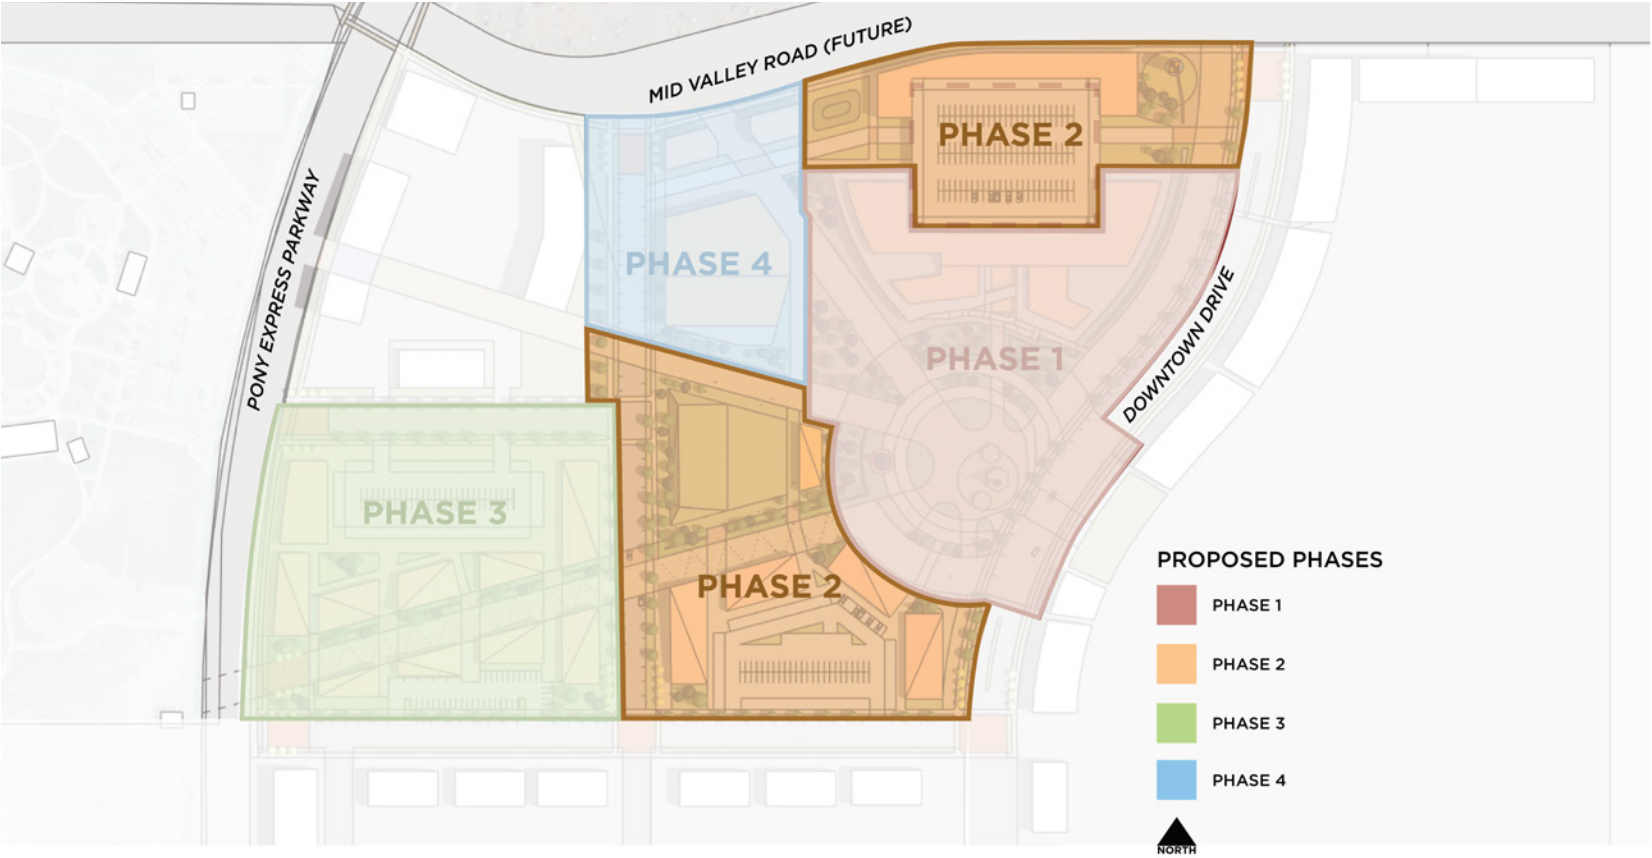 MID VALLEY ROAD (FUTURE)
PHASE 2
PONY EXPRESS PARKWAY
PHASE 4
DOWNTOWN DRIVE
PHASE 1
PHASE 3
PHASE 2
PROPOSED PHASES
PHASE 1
PHASE 2
PHASE 3
PHASE 4
NORTH